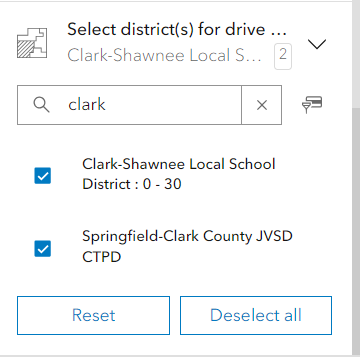 Select district(s) for drive ...
Clark-Shawnee Local S... 2
clark
Clark-Shawnee Local School
District : 0 - 30
Springfield-Clark County JVSD
CTPD
Reset Deselect all